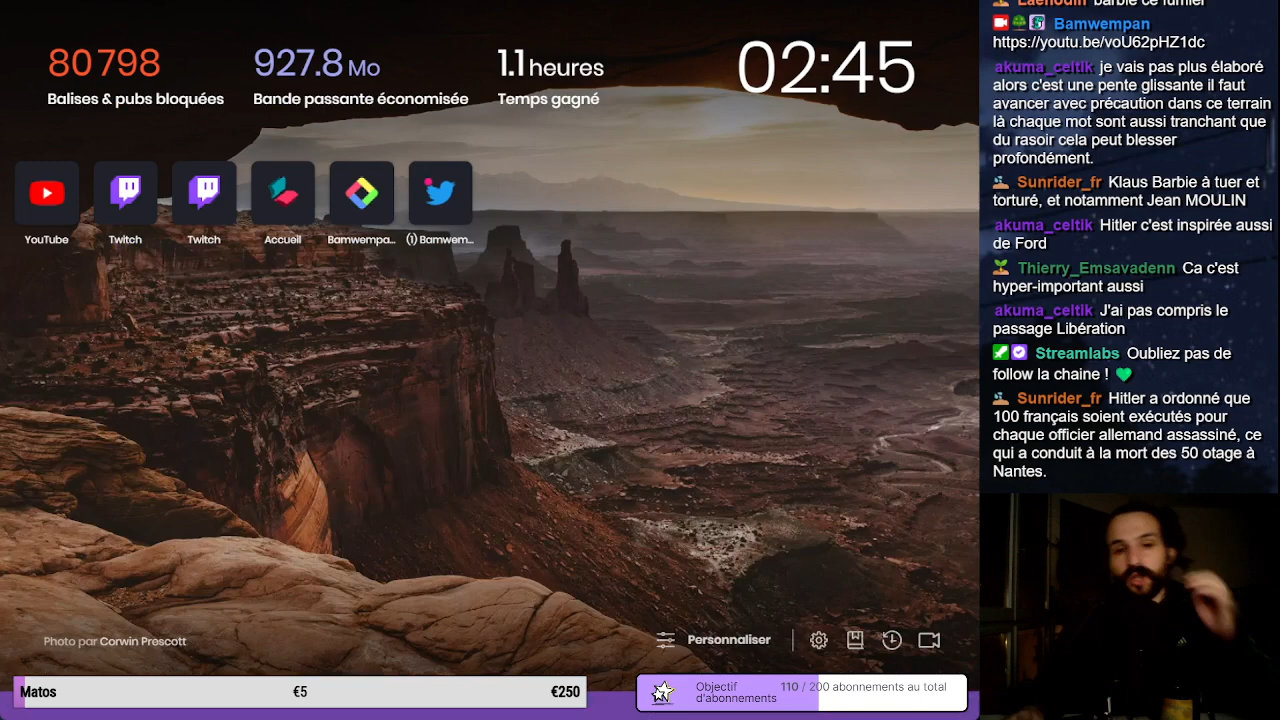 80 798
Balises & pubs bloquées
927.8 Mo
Bande passante économisée
1.1 heures
Temps gagné
02:45
YouTube
Twitch
Twitch
Accueil
Bamwempa...
(1) Bamwem...
Photo par Corwin Prescott
Personnaliser
Matos
€5
€250
Objectif
d'abonnements
110 / 200 abonnements au total
Laenodin barbie ce fumier
Bamwempan
https://youtu.be/voU62pHZ1dc
akuma_celtik je vais pas plus élaboré
alors c'est une pente glissante il faut
avancer avec précaution dans ce terrain
là chaque mot sont aussi tranchant que
du rasoir cela peut blesser
profondément.
Sunrider_fr Klaus Barbie à tuer et
torturé, et notamment Jean MOULIN
akuma_celtik Hitler c'est inspirée aussi
de Ford
Thierry_Emsavadenn Ca c'est
hyper-important aussi
akuma_celtik J'ai pas compris le
passage Libération
Streamlabs Oubliez pas de
follow la chaine !
Sunrider_fr Hitler a ordonné que
100 français soient exécutés pour
chaque officier allemand assassiné, ce
qui a conduit à la mort des 50 otage à
Nantes.